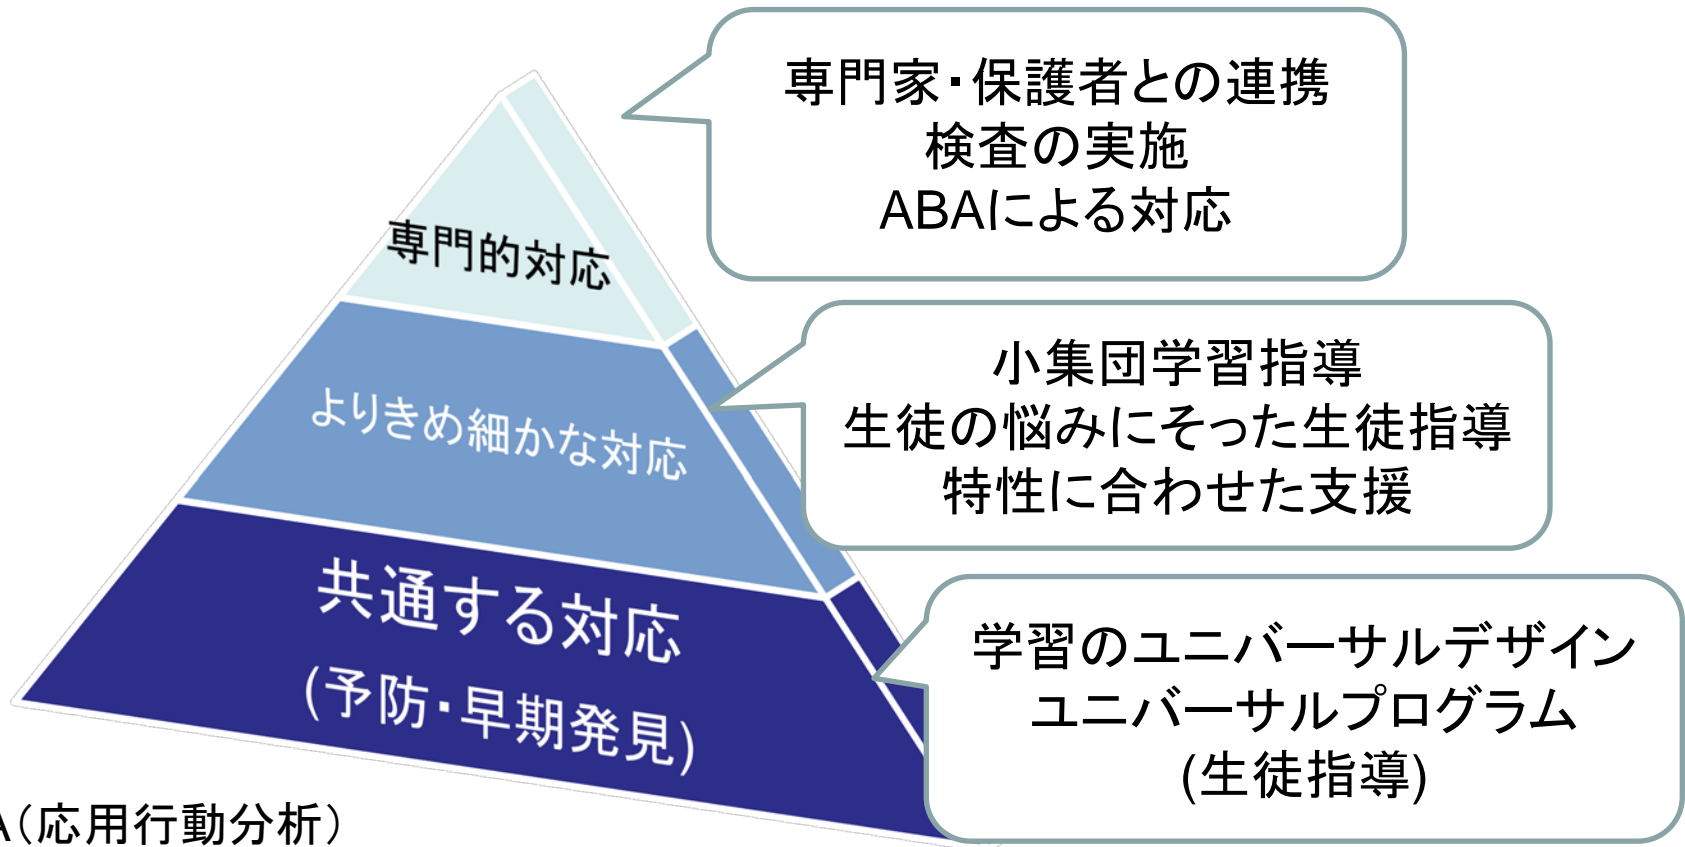 専門家・保護者との連携
検査の実施
ABAによる対応
専門的対応
小集団学習指導
生徒の悩みにそった生徒指導
特性に合わせた支援
よりきめ細かな対応
学習のユニバーサルデザイン
ユニバーサルプログラム
(生徒指導)
共通する対応
(予防・早期発見)
A(応用行動分析)